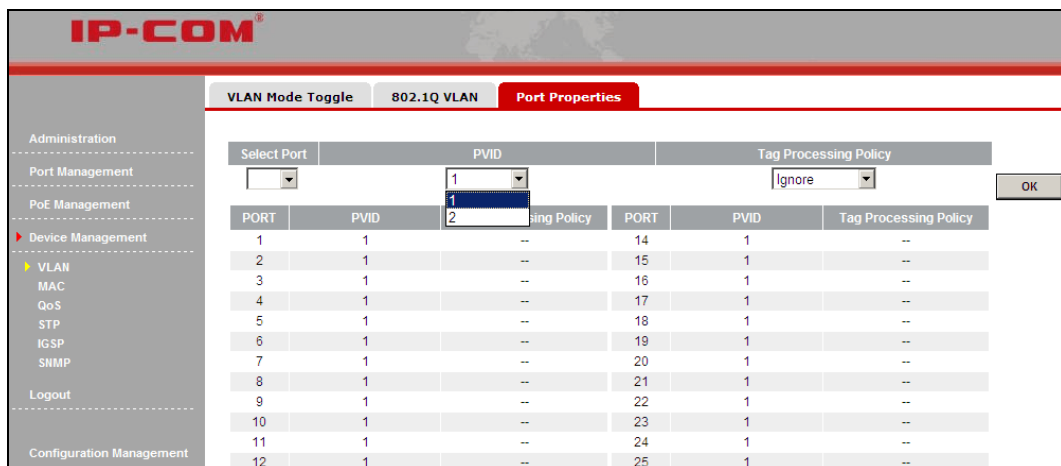 IP-COM®
VLAN Mode Toggle 802.1Q VLAN Port Properties
Administration
Port Management
PoE Management
Device Management
VLAN
MAC
QoS
STP
IGSP
SNMP
Logout
Configuration Management
Select Port PVID Tag Processing Policy
1 Ignore OK
1
2
PORT PVID sing Policy PORT PVID Tag Processing Policy
1 1 -- 14 1 --
2 1 -- 15 1 --
3 1 -- 16 1 --
4 1 -- 17 1 --
5 1 -- 18 1 --
6 1 -- 19 1 --
7 1 -- 20 1 --
8 1 -- 21 1 --
9 1 -- 22 1 --
10 1 -- 23 1 --
11 1 -- 24 1 --
12 1 -- 25 1 --